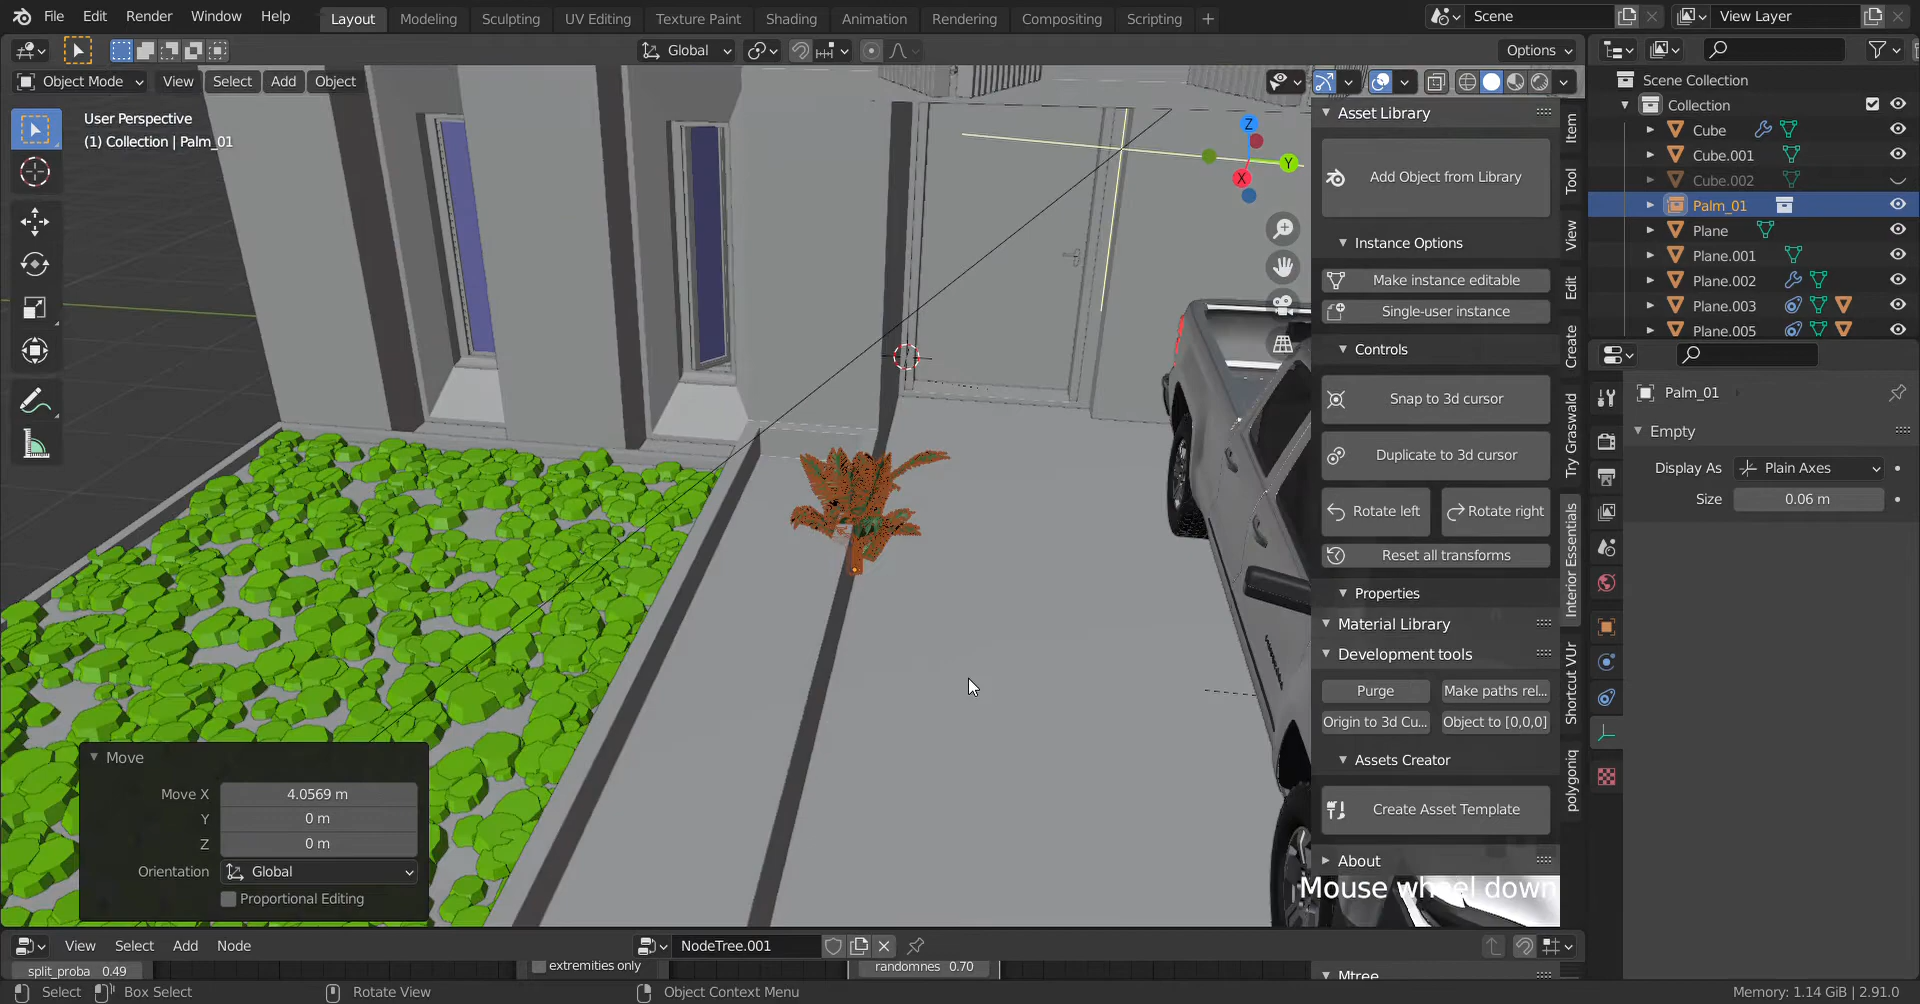 File Edit Render Window Help Layout Modeling Sculpting UV Editing Texture Paint Shading Animation Rendering Compositing Scripting + Scene View Layer
Global Options
Object Mode View Select Add Object
User Perspective
(1) Collection | Palm_01
Z
Y
X
Asset Library
Add Object from Library
Instance Options
Make instance editable
Single-user instance
Controls
Snap to 3d cursor
Duplicate to 3d cursor
Rotate left Rotate right
Reset all transforms
Properties
Material Library
Development tools
Purge Make paths rel...
Origin to 3d Cu... Object to [0,0,0]
Assets Creator
Create Asset Template
About
Mouse wheel down
Item
Tool
View
Edit
Create
Try Graswald
Interior Essentials
Shortcut VUr
polygoniq
Scene Collection
Collection
Cube
Cube.001
Cube.002
Palm_01
Plane
Plane.001
Plane.002
Plane.003
Plane.005
Palm_01
Empty
Display As Plain Axes
Size 0.06 m
Move
Move X 4.0569 m
Y 0 m
Z 0 m
Orientation Global
Proportional Editing
View Select Add Node NodeTree.001
split_proba 0.49
extremities only
randomnes 0.70
Mtree
Select Box Select Rotate View Object Context Menu Memory: 1.14 GiB | 2.91.0